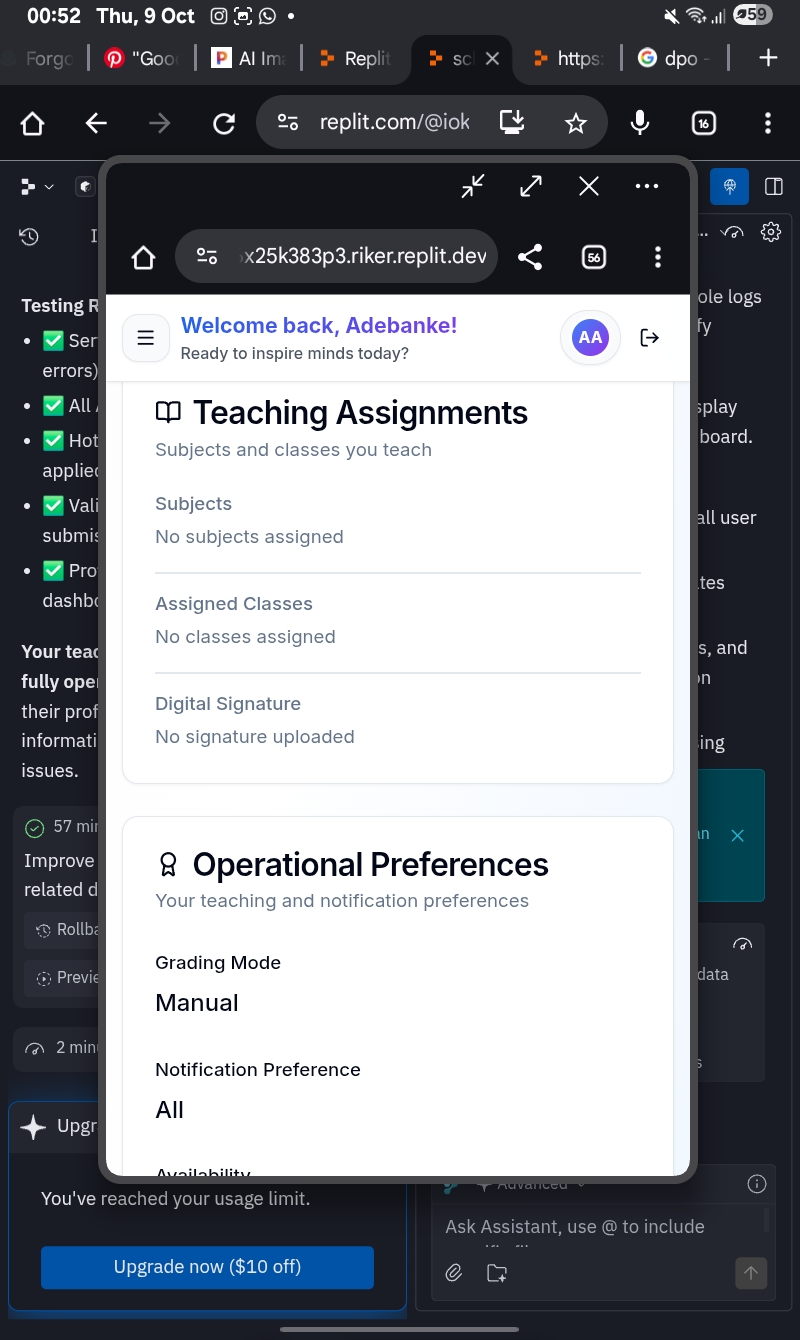 00:52 Thu, 9 Oct
59
Forgo
"Goo
AI Ima
Replit
scl
https:
dpo -
replit.com/@iok
16
x25k383p3.riker.replit.dev
56
Welcome back, Adebanke!
Ready to inspire minds today?
AA
Teaching Assignments
Subjects and classes you teach
Subjects
No subjects assigned
Assigned Classes
No classes assigned
Digital Signature
No signature uploaded
Operational Preferences
Your teaching and notification preferences
Grading Mode
Manual
Notification Preference
All
Availability
Testing R
Ser
errors)
All
Hot
applied
Vali
submis
Pro
dashbo
Your teac
fully ope
their prof
informati
issues.
57 min
Improve
related d
Rollba
Previe
2 minu
Upgr
You've reached your usage limit.
Upgrade now ($10 off)
ole logs
fy
splay
board.
all user
tes
s, and
on
ing
an
data
s
Advanced
Ask Assistant, use @ to include